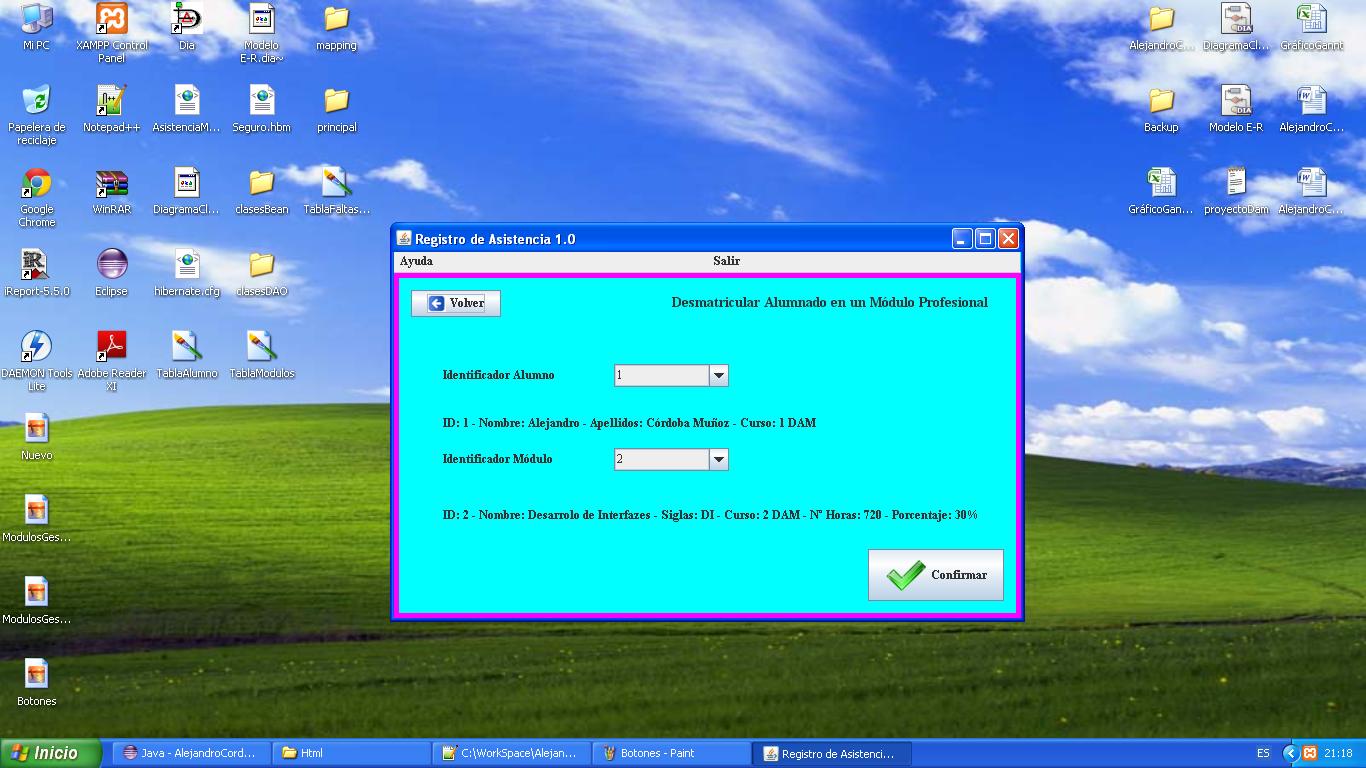 Mi PC
XAMPP Control
Panel
Dia
Modelo
E-R.dia~
mapping
AlejandroC...
DiagramaCl...
GráficoGannt
Papelera de
reciclaje
Notepad++
AsistenciaM...
Seguro.hbm
principal
Backup
Modelo E-R
AlejandroC...
Google
Chrome
WinRAR
DiagramaCl...
clasesBean
TablaFaltas...
GráficoGan...
proyectoDam
AlejandroC...
iReport-5.5.0
Eclipse
hibernate.cfg
clasesDAO
DAEMON Tools
Lite
Adobe Reader
XI
TablaAlumno
TablaModulos
Nuevo
ModulosGes...
ModulosGes...
Botones
Registro de Asistencia 1.0
Ayuda
Salir
Volver
Desmatricular Alumnado en un Módulo Profesional
Identificador Alumno
1
ID: 1 - Nombre: Alejandro - Apellidos: Córdoba Muñoz - Curso: 1 DAM
Identificador Módulo
2
ID: 2 - Nombre: Desarrolo de Interfazes - Siglas: DI - Curso: 2 DAM - Nº Horas: 720 - Porcentaje: 30%
Confirmar
Inicio
Java - AlejandroCord...
Html
C:\WorkSpace\Alejan...
Botones - Paint
Registro de Asistenci...
ES
21:18